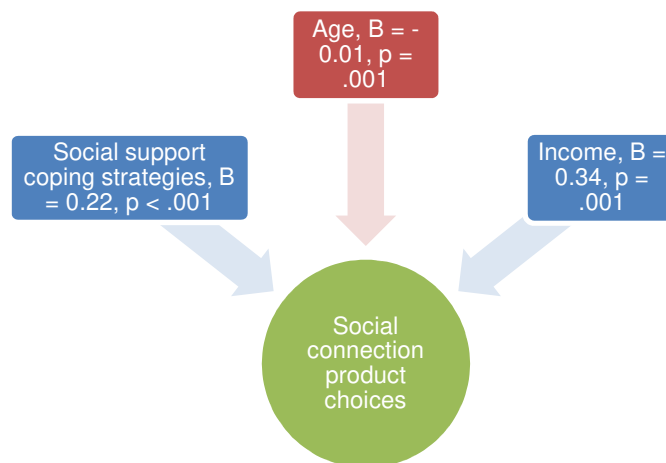 Age, B = -
0.01, p =
.001
Social support
coping strategies, B
= 0.22, p < .001
Income, B =
0.34, p =
.001
Social
connection
product
choices